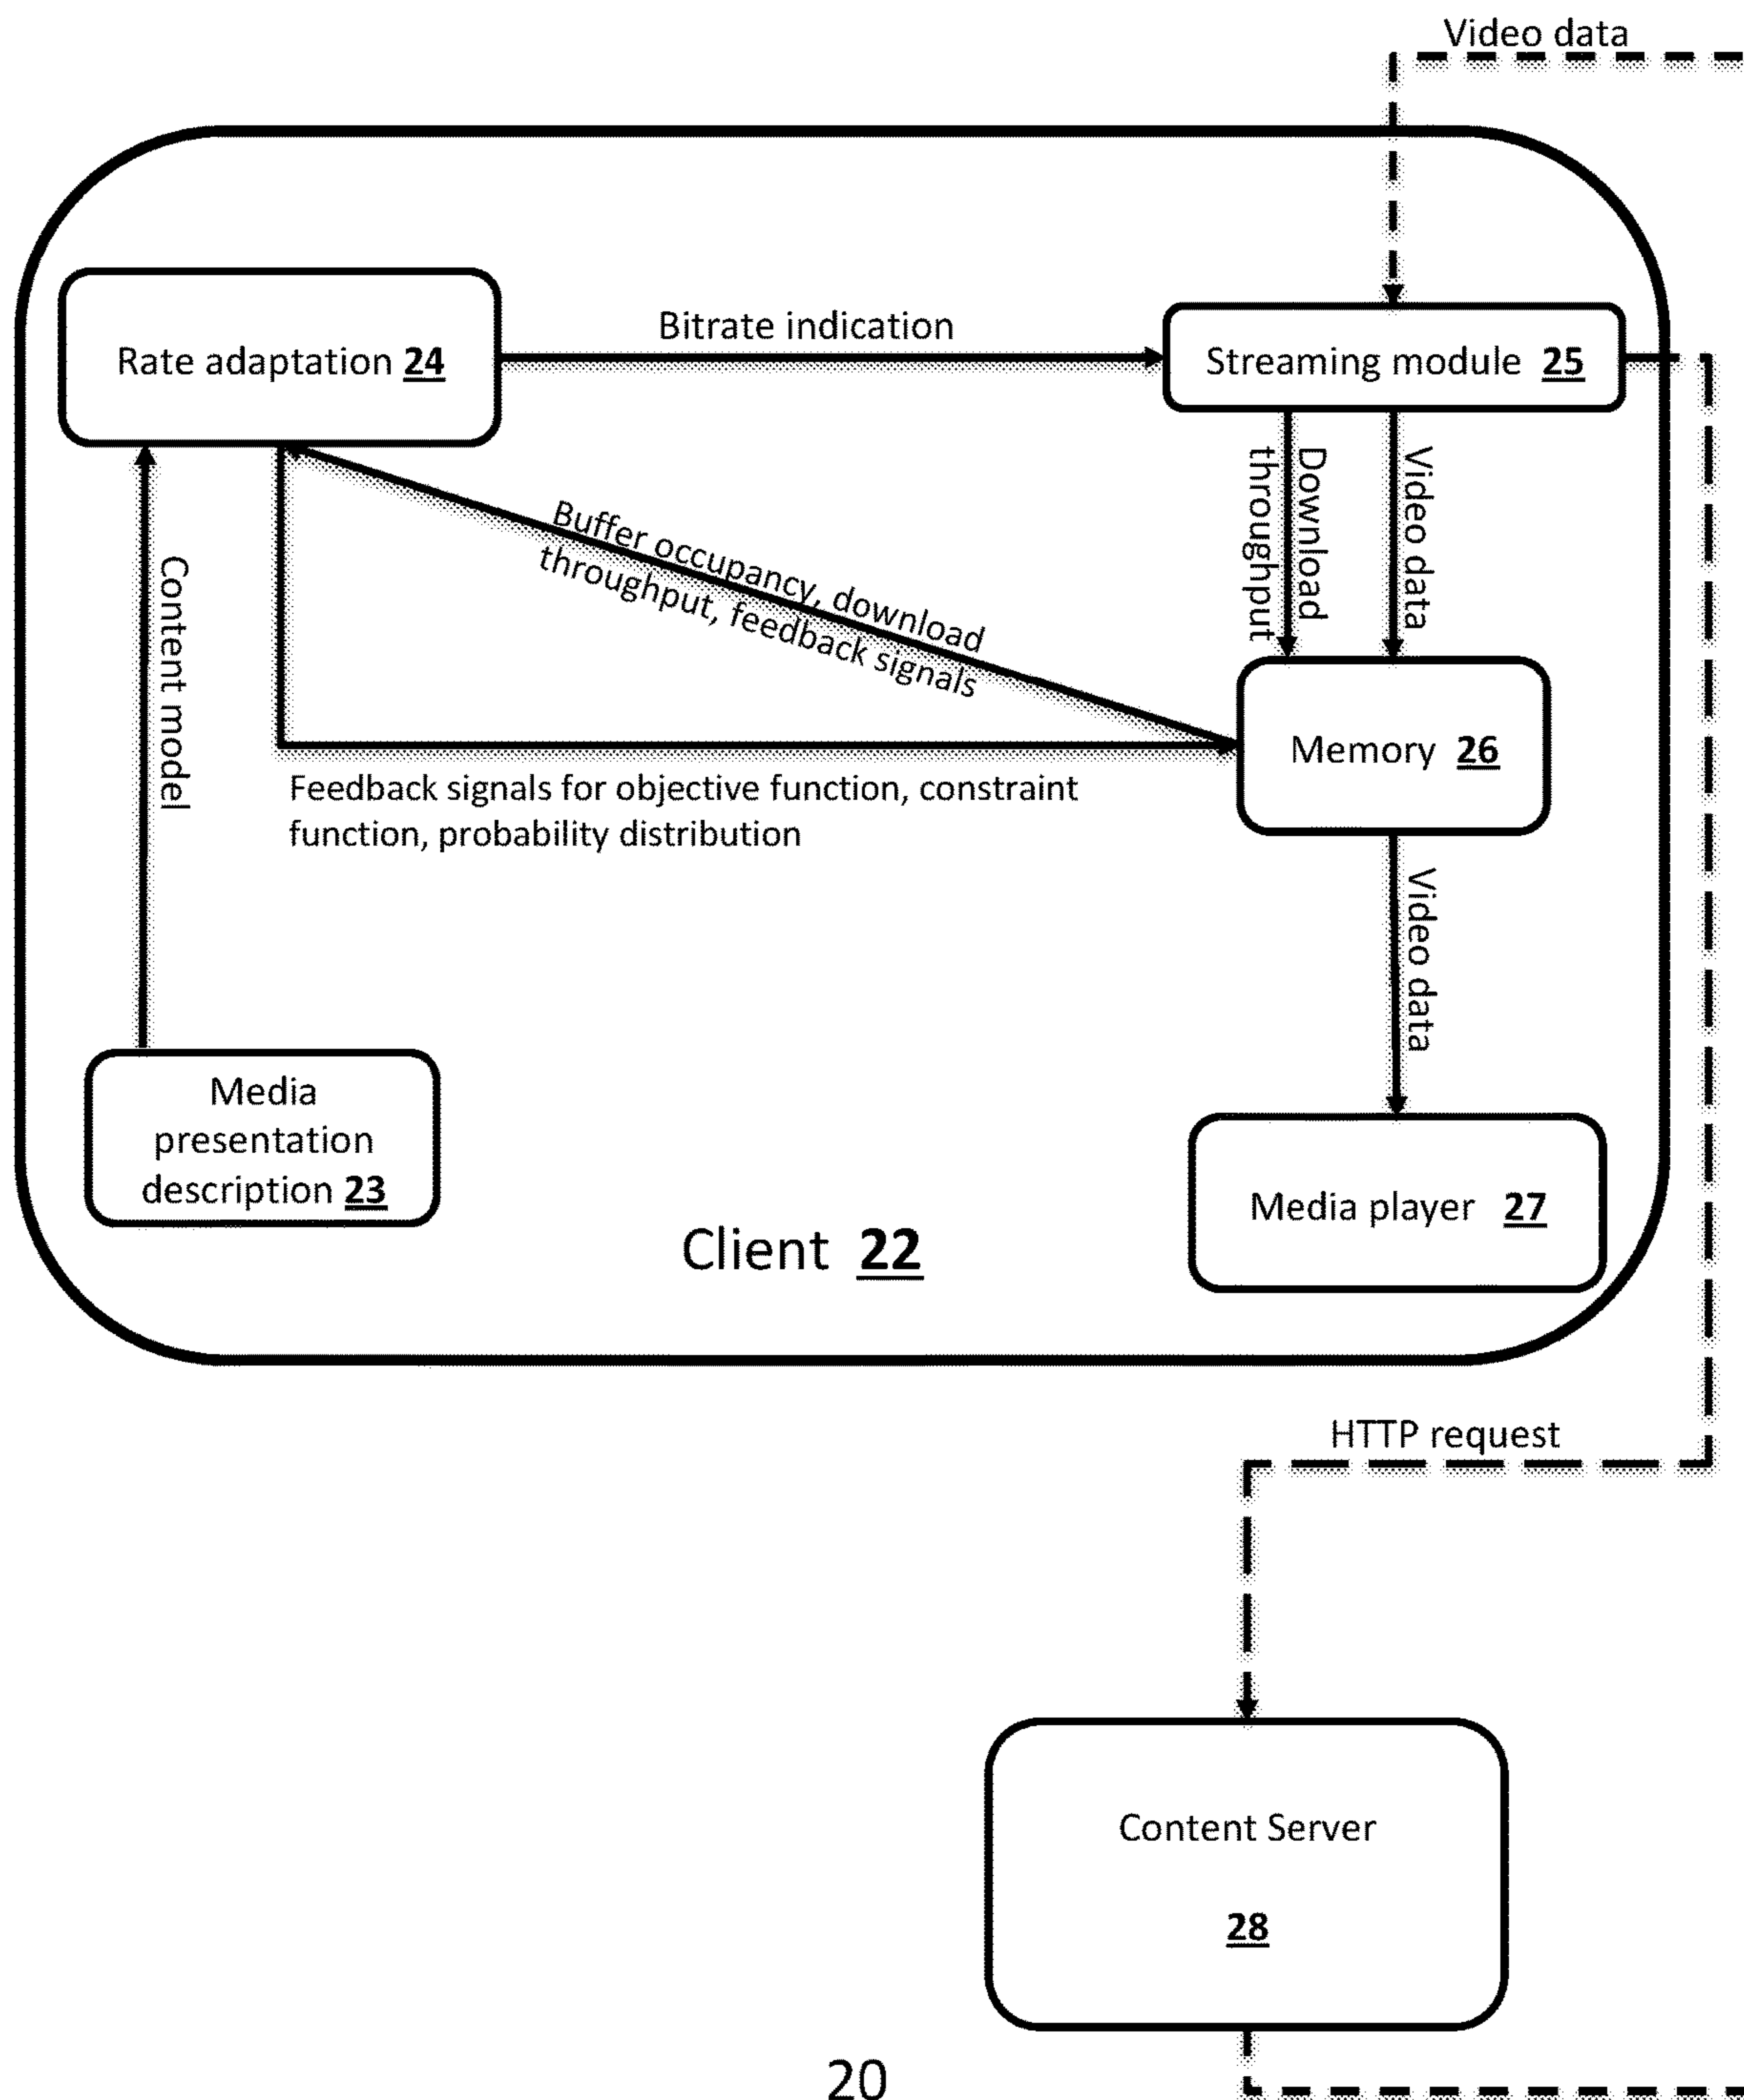 Video data
Rate adaptation 24
Bitrate indication
Streaming module 25
Download
throughput
Video data
Buffer occupancy, download
throughput, feedback signals
Content model
Memory 26
Feedback signals for objective function, constraint
function, probability distribution
Video data
Media
presentation
description 23
Media player 27
Client 22
HTTP request
Content Server
28
20